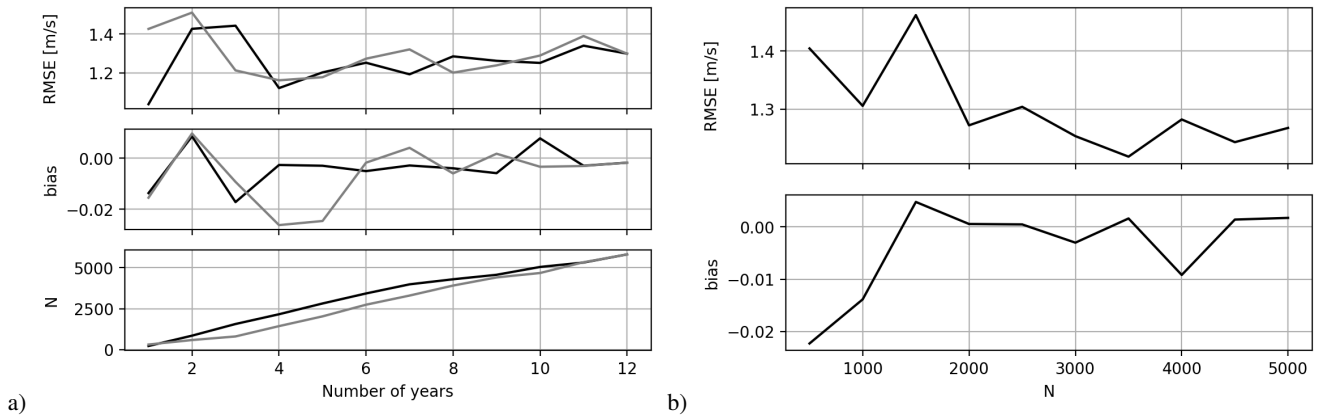 RMSE [m/s]
1.4
1.2
bias
0.00
−0.02
N
5000
2500
0
2 4 6 8 10 12
Number of years
a)
RMSE [m/s]
1.4
1.3
bias
0.00
−0.01
−0.02
1000 2000 3000 4000 5000
N
b)